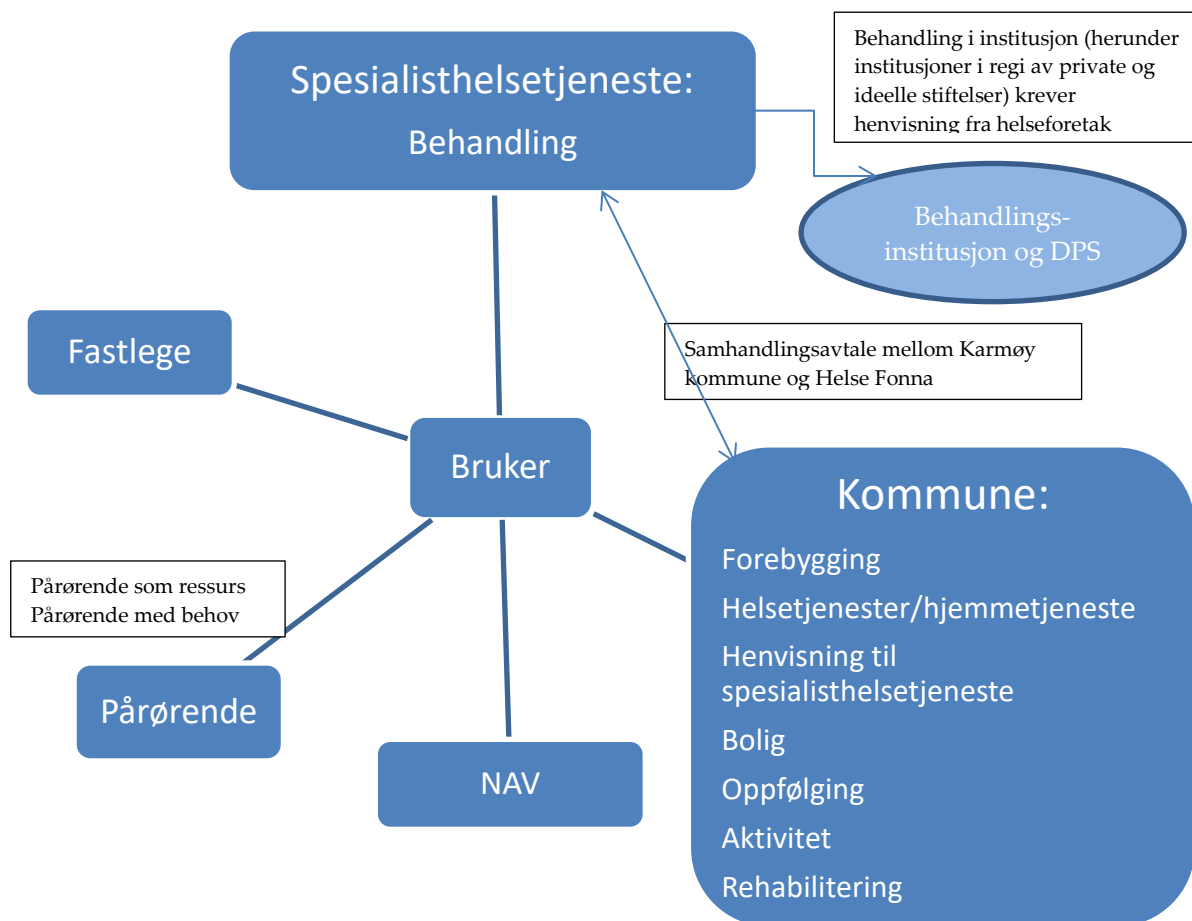 Spesialisthelsetjeneste:
Behandling
Behandling i institusjon (herunder
institusjoner i regi av private og
ideelle stiftelser) krever
henvisning fra helseforetak
Behandlings-
institusjon og DPS
Fastlege
Samhandlingsavtale mellom Karmøy
kommune og Helse Fonna
Bruker
Pårørende som ressurs
Pårørende med behov
Pårørende
NAV
Kommune:
Forebygging
Helsetjenester/hjemmetjeneste
Henvisning til
spesialisthelsetjeneste
Bolig
Oppfølging
Aktivitet
Rehabilitering